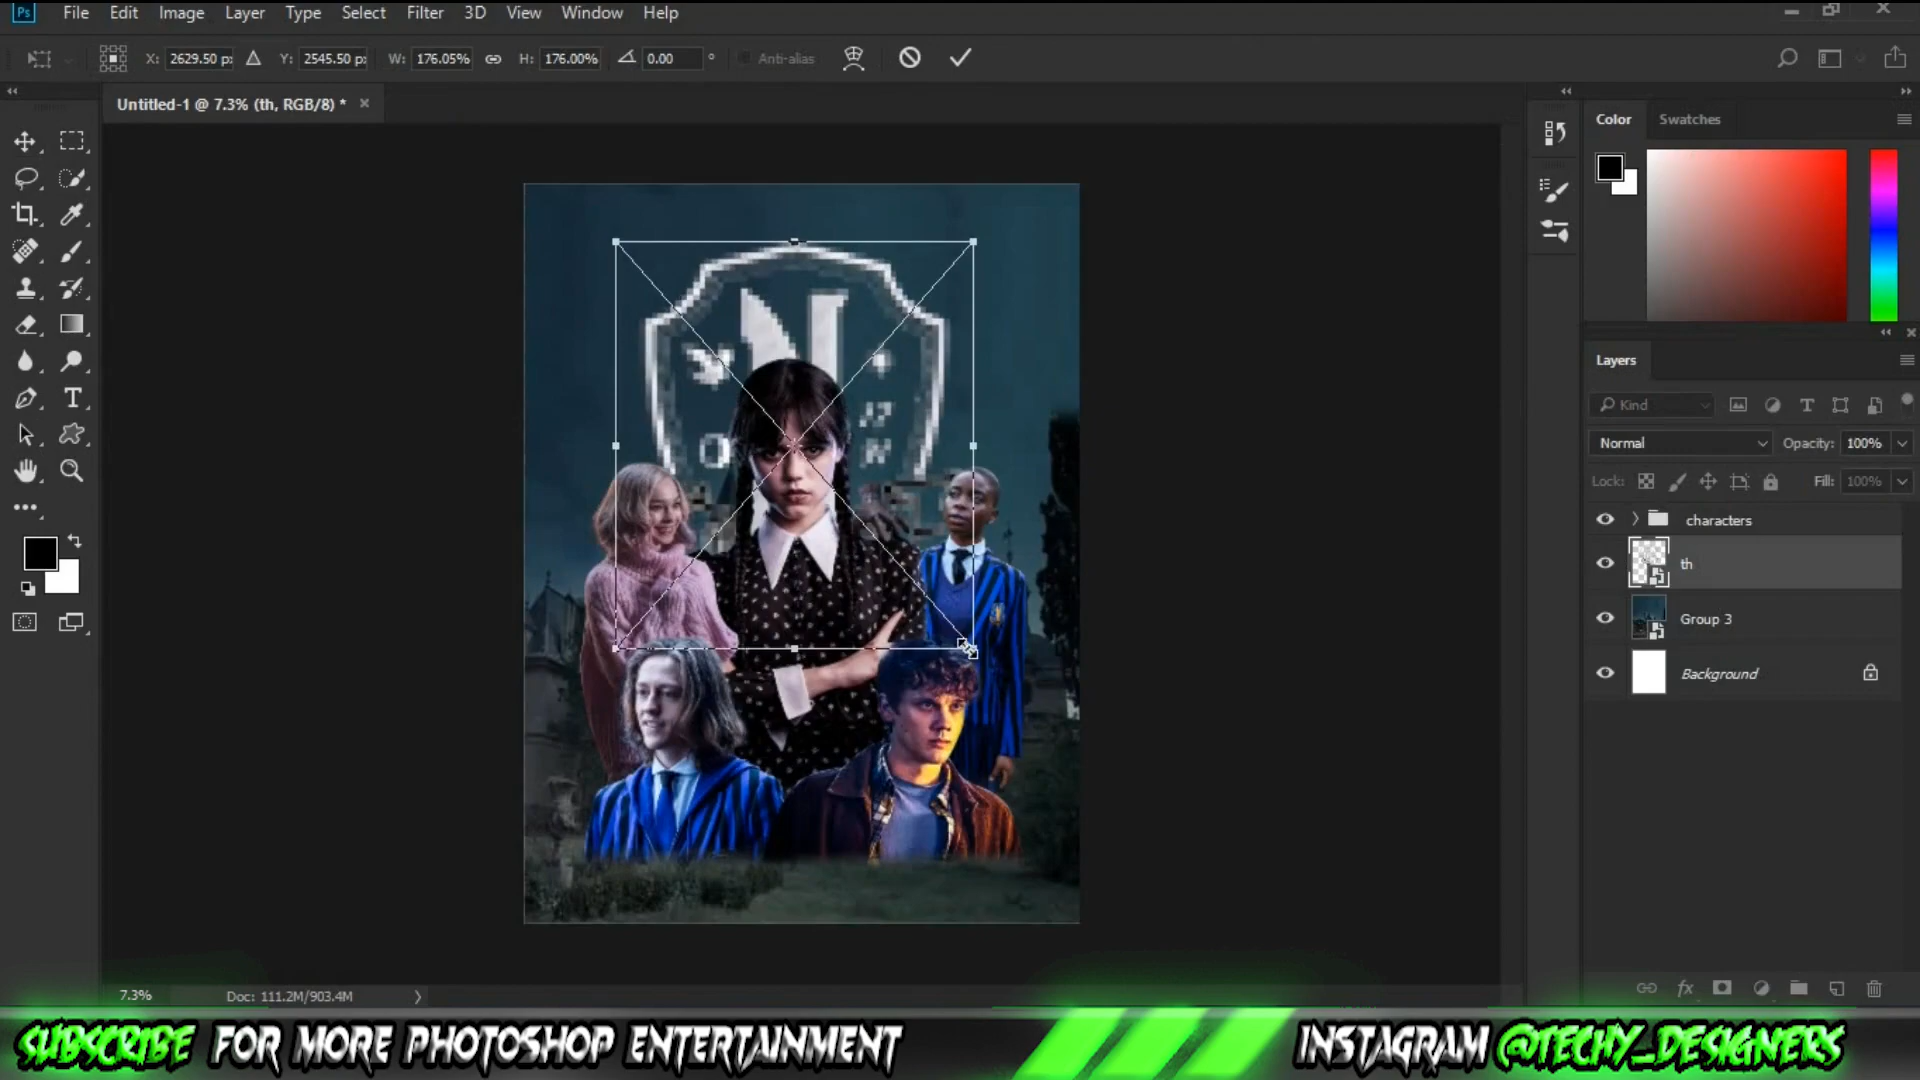 Ps File Edit Image Layer Type Select Filter 3D View Window Help
X: 2629.50 p: Y: 2545.50 p: W: 176.05% H: 176.00% 0.00 ° Anti-alias
Untitled-1 @ 7.3% (th, RGB/8) * ×
Color Swatches
Layers
Kind
Normal Opacity: 100%
Lock: Fill: 100%
characters
th
Group 3
Background
N
7.3% Doc: 111.2M/903.4M
SUBSCRIBE FOR MORE PHOTOSHOP ENTERTAINMENT INSTAGRAM @TECHY_DESIGNERS